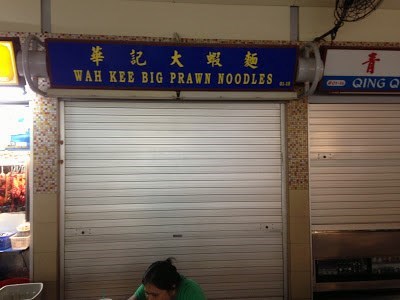 華記大蝦麵
WAH KEE BIG PRAWN NOODLES
青
QING Q